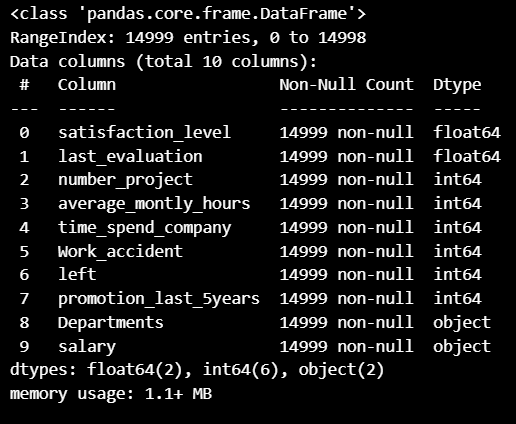 <class 'pandas.core.frame.DataFrame'>
RangeIndex: 14999 entries, 0 to 14998
Data columns (total 10 columns):
 #   Column                 Non-Null Count  Dtype
---  ------                 --------------  -----
 0   satisfaction_level     14999 non-null  float64
 1   last_evaluation        14999 non-null  float64
 2   number_project         14999 non-null  int64
 3   average_montly_hours   14999 non-null  int64
 4   time_spend_company     14999 non-null  int64
 5   Work_accident          14999 non-null  int64
 6   left                   14999 non-null  int64
 7   promotion_last_5years  14999 non-null  int64
 8   Departments            14999 non-null  object
 9   salary                 14999 non-null  object
dtypes: float64(2), int64(6), object(2)
memory usage: 1.1+ MB